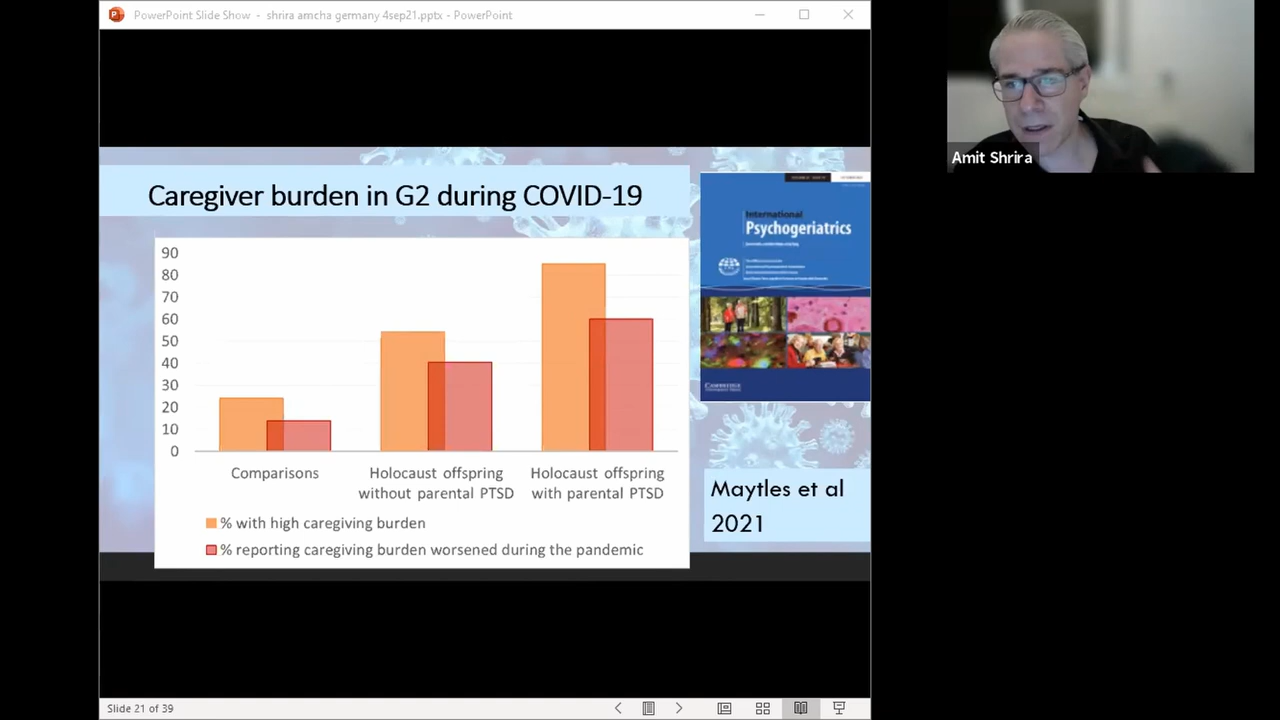 PowerPoint Slide Show - shrira amcha germany 4sep21.pptx - PowerPoint
Amit Shrira
Caregiver burden in G2 during COVID-19
International
Psychogeriatrics
CAMBRIDGE
90
80
70
60
50
40
30
20
10
0
Comparisons
Holocaust offspring
without parental PTSD
Holocaust offspring
with parental PTSD
% with high caregiving burden
% reporting caregiving burden worsened during the pandemic
Maytles et al
2021
Slide 21 of 39